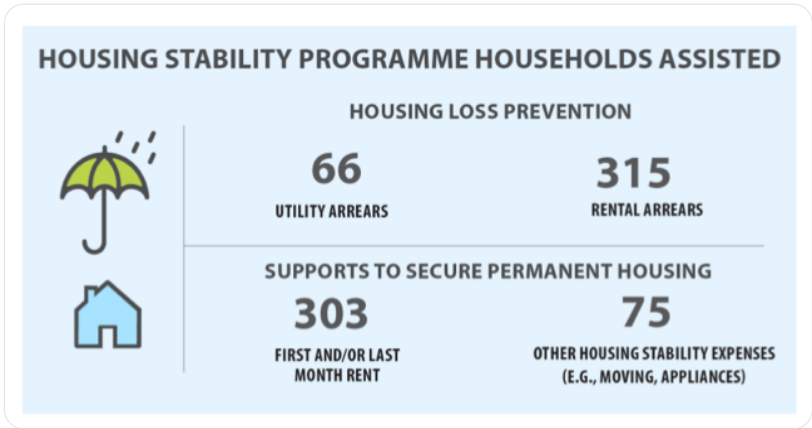 HOUSING STABILITY PROGRAMME HOUSEHOLDS ASSISTED
HOUSING LOSS PREVENTION
66
UTILITY ARREARS
315
RENTAL ARREARS
SUPPORTS TO SECURE PERMANENT HOUSING
303
FIRST AND/OR LAST
MONTH RENT
75
OTHER HOUSING STABILITY EXPENSES
(E.G., MOVING, APPLIANCES)